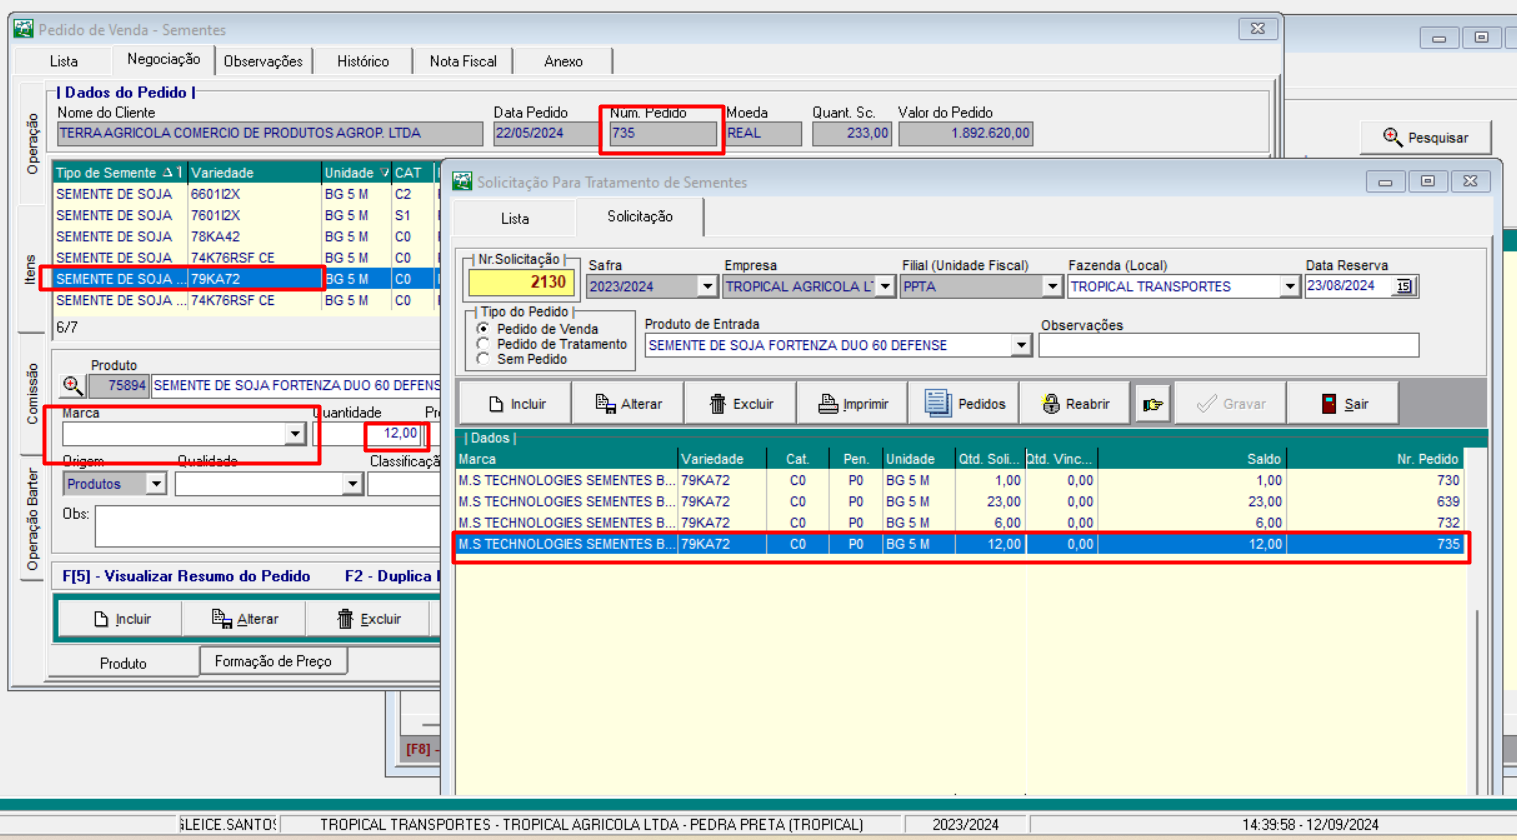 Pedido de Venda - Sementes
Lista Negociação Observações Histórico Nota Fiscal Anexo
Operação
Itens
Comissão
Operação Barter
| Dados do Pedido |
Nome do Cliente Data Pedido Num. Pedido Moeda Quant. Sc. Valor do Pedido
TERRA AGRICOLA COMERCIO DE PRODUTOS AGROP. LTDA 22/05/2024 735 REAL 233,00 1.892.620,00
Tipo de Semente 1 Variedade Unidade CAT
SEMENTE DE SOJA 6601I2X BG 5 M C2
SEMENTE DE SOJA 7601I2X BG 5 M S1
SEMENTE DE SOJA 78KA42 BG 5 M C0
SEMENTE DE SOJA 74K76RSF CE BG 5 M C0
SEMENTE DE SOJA ... 79KA72 BG 5 M C0
SEMENTE DE SOJA ... 74K76RSF CE BG 5 M C0
6/7
Produto
75894 SEMENTE DE SOJA FORTENZA DUO 60 DEFENS
Marca Quantidade Pr
12,00
Origem Qualidade Classificaçã
Produtos
Obs:
F[5] - Visualizar Resumo do Pedido F2 - Duplica
Incluir Alterar Excluir
Produto Formação de Preço
[F8] -
Pesquisar
Solicitação Para Tratamento de Sementes
Lista Solicitação
| Nr.Solicitação | Safra Empresa Filial (Unidade Fiscal) Fazenda (Local) Data Reserva
2130 2023/2024 TROPICAL AGRICOLA LT PPTA TROPICAL TRANSPORTES 23/08/2024 15
| Tipo do Pedido |
Pedido de Venda
Pedido de Tratamento
Sem Pedido
Produto de Entrada Observações
SEMENTE DE SOJA FORTENZA DUO 60 DEFENSE
Incluir Alterar Excluir Imprimir Pedidos Reabrir Gravar Sair
| Dados |
Marca Variedade Cat. Pen. Unidade Qtd. Soli... Qtd. Vinc... Saldo Nr. Pedido
M.S TECHNOLOGIES SEMENTES B... 79KA72 C0 P0 BG 5 M 1,00 0,00 1,00 730
M.S TECHNOLOGIES SEMENTES B... 79KA72 C0 P0 BG 5 M 23,00 0,00 23,00 639
M.S TECHNOLOGIES SEMENTES B... 79KA72 C0 P0 BG 5 M 6,00 0,00 6,00 732
M.S TECHNOLOGIES SEMENTES B... 79KA72 C0 P0 BG 5 M 12,00 0,00 12,00 735
GLEICE.SANTOS TROPICAL TRANSPORTES - TROPICAL AGRICOLA LTDA - PEDRA PRETA (TROPICAL) 2023/2024 14:39:58 - 12/09/2024